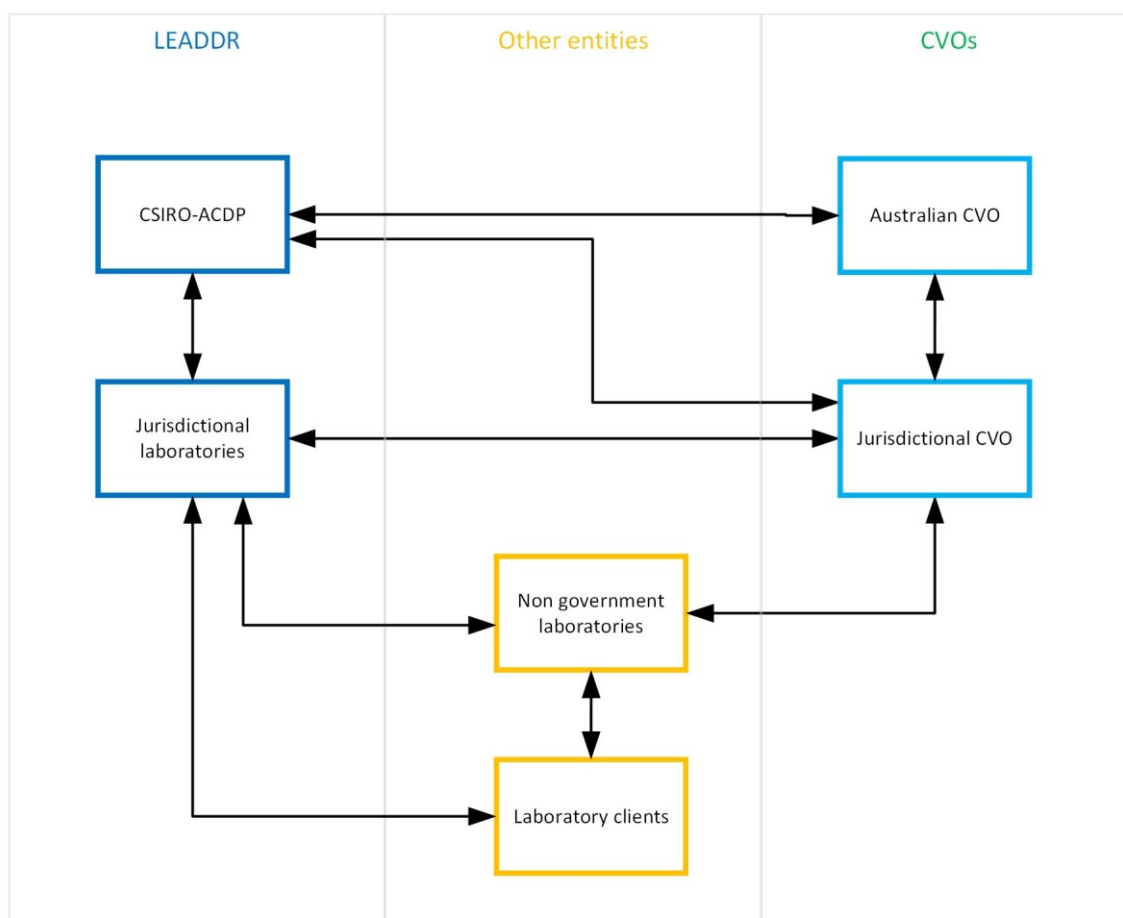 LEADDR
Other entities
CVOs
CSIRO-ACDP
Australian CVO
Jurisdictional
laboratories
Jurisdictional CVO
Non government
laboratories
Laboratory clients